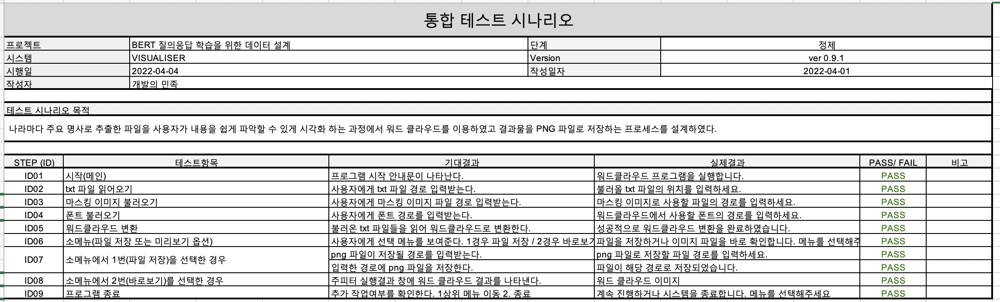 통합 테스트 시나리오
프로젝트 BERT 질의응답 학습을 위한 데이터 설계 단계 정제
시스템 VISUALISER Version ver 0.9.1
시행일 2022-04-04 작성일자 2022-04-01
작성자 개발의 민족
테스트 시나리오 목적
나라마다 주요 명사로 추출한 파일을 사용자가 내용을 쉽게 파악할 수 있게 시각화 하는 과정에서 워드 클라우드를 이용하였고 결과물을 PNG 파일로 저장하는 프로세스를 설계하였다.
STEP (ID) 테스트항목 기대결과 실제결과 PASS/ FAIL 비고
ID01 시작(메인) 프로그램 시작 안내문이 나타난다. 워드클라우드 프로그램을 실행합니다. PASS
ID02 txt 파일 읽어오기 사용자에게 txt 파일 경로 입력받는다. 불러올 txt 파일의 위치를 입력하세요. PASS
ID03 마스킹 이미지 불러오기 사용자에게 마스킹 이미지 파일 경로 입력받는다. 마스킹 이미지로 사용할 파일의 경로를 입력하세요. PASS
ID04 폰트 불러오기 사용자에게 폰트 경로를 입력받는다. 워드클라우드에서 사용할 폰트의 경로를 입력하세요. PASS
ID05 워드클라우드 변환 불러온 txt 파일들을 읽어 워드클라우드로 변환한다. 성공적으로 워드클라우드 변환을 완료하였습니다. PASS
ID06 소메뉴(파일 저장 또는 미리보기 옵션) 사용자에게 선택 메뉴를 보여준다. 1경우 파일 저장 / 2경우 바로보기 파일을 저장하거나 이미지 파일을 바로 확인합니다. 메뉴를 선택해주 PASS
ID07 소메뉴에서 1번(파일 저장)을 선택한 경우 png 파일이 저장될 경로를 입력받는다. png 파일로 저장할 파일 경로를 입력하세요. PASS
입력한 경로에 png 파일을 저장한다. 파일이 해당 경로로 저장되었습니다. PASS
ID08 소메뉴에서 2번(바로보기)를 선택한 경우 주피터 실행결과 창에 워드 클라우드 결과를 나타낸다. 워드 클라우드 이미지 PASS
ID09 프로그램 종료 추가 작업여부를 확인한다. 1상위 메뉴 이동 2. 종료 계속 진행하거나 시스템을 종료합니다. 메뉴를 선택해주세요 PASS